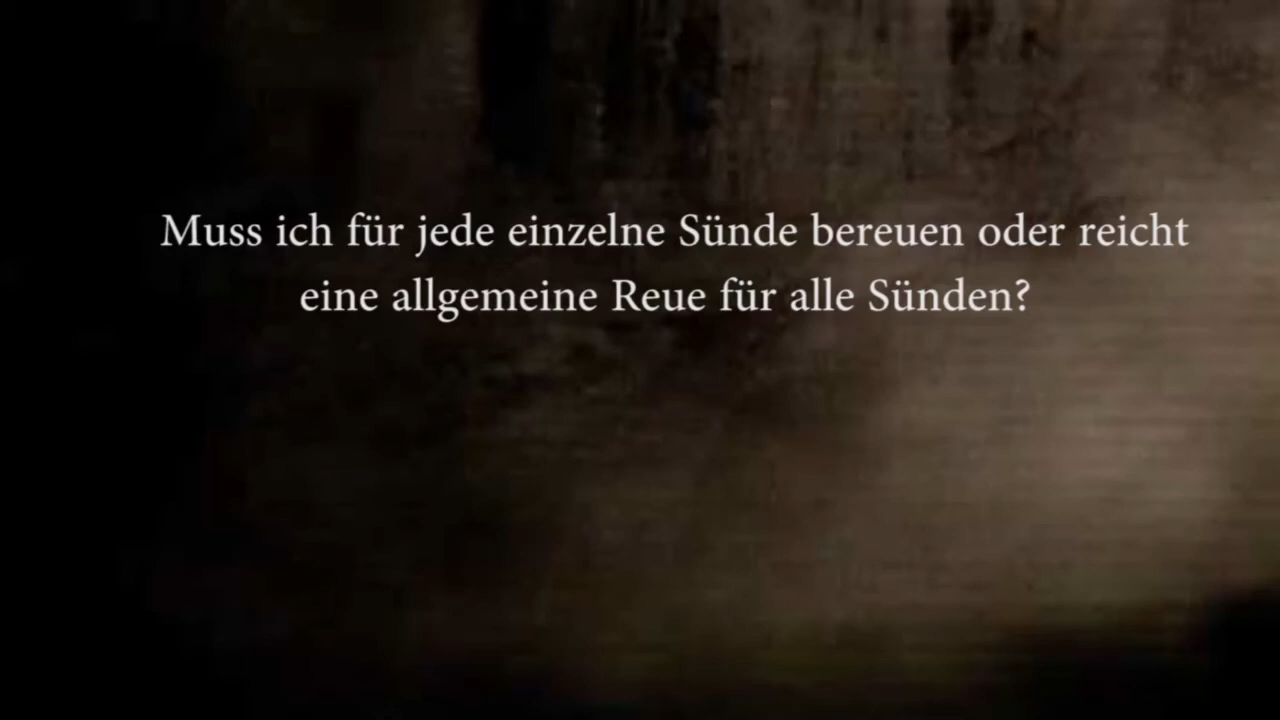 Muss ich für jede einzelne Sünde bereuen oder reicht
eine allgemeine Reue für alle Sünden?